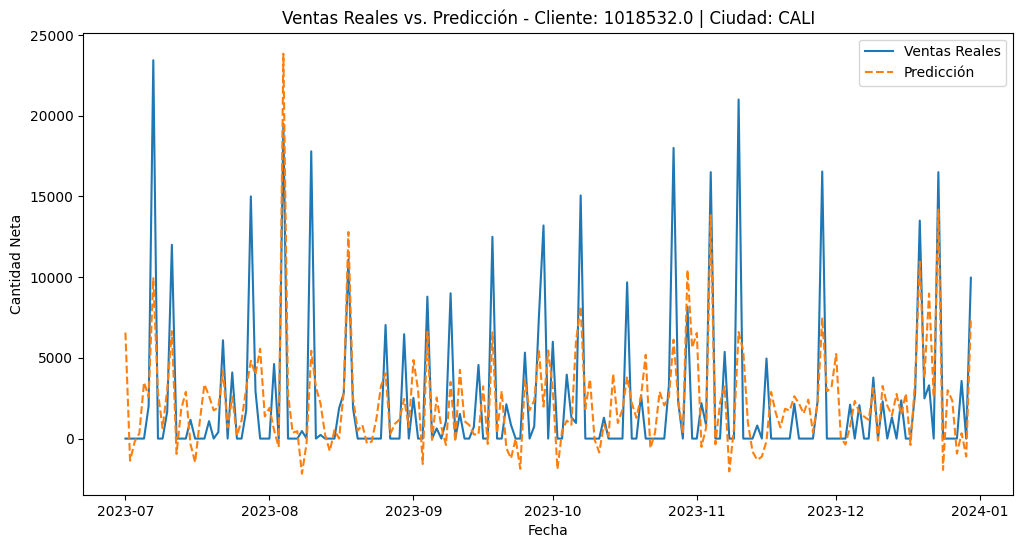 Ventas Reales vs. Predicción - Cliente: 1018532.0 | Ciudad: CALI
Ventas Reales
Predicción
Cantidad Neta
25000
20000
15000
10000
5000
0
2023-07
2023-08
2023-09
2023-10
2023-11
2023-12
2024-01
Fecha